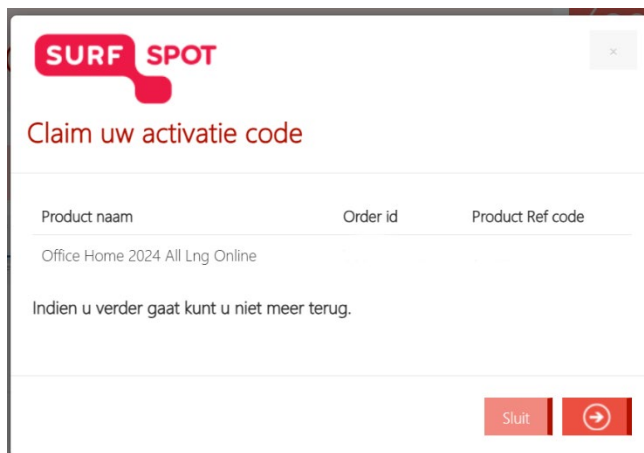 SURF SPOT
×
Claim uw activatie code
Product naam Order id Product Ref code
Office Home 2024 All Lng Online
Indien u verder gaat kunt u niet meer terug.
Sluit